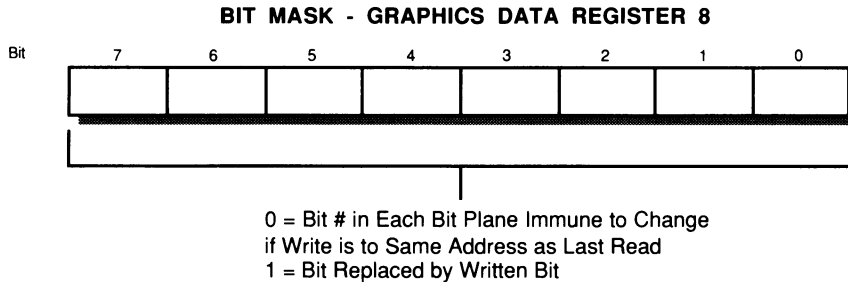 BIT MASK - GRAPHICS DATA REGISTER 8
Bit 7 6 5 4 3 2 1 0
0 = Bit # in Each Bit Plane Immune to Change
if Write is to Same Address as Last Read
1 = Bit Replaced by Written Bit